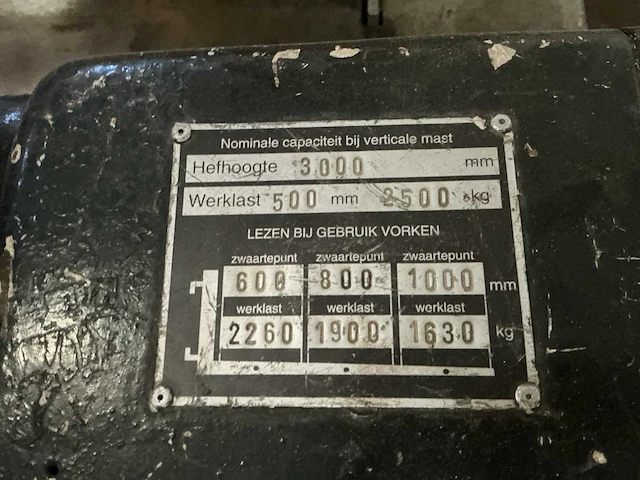 Nominale capaciteit bij verticale mast
Hefhoogte 3000 mm
Werklast 500 mm 2500 kg
LEZEN BIJ GEBRUIK VORKEN
zwaartepunt zwaartepunt zwaartepunt
600 800 1000 mm
werklast werklast werklast
2260 1900 1630 kg